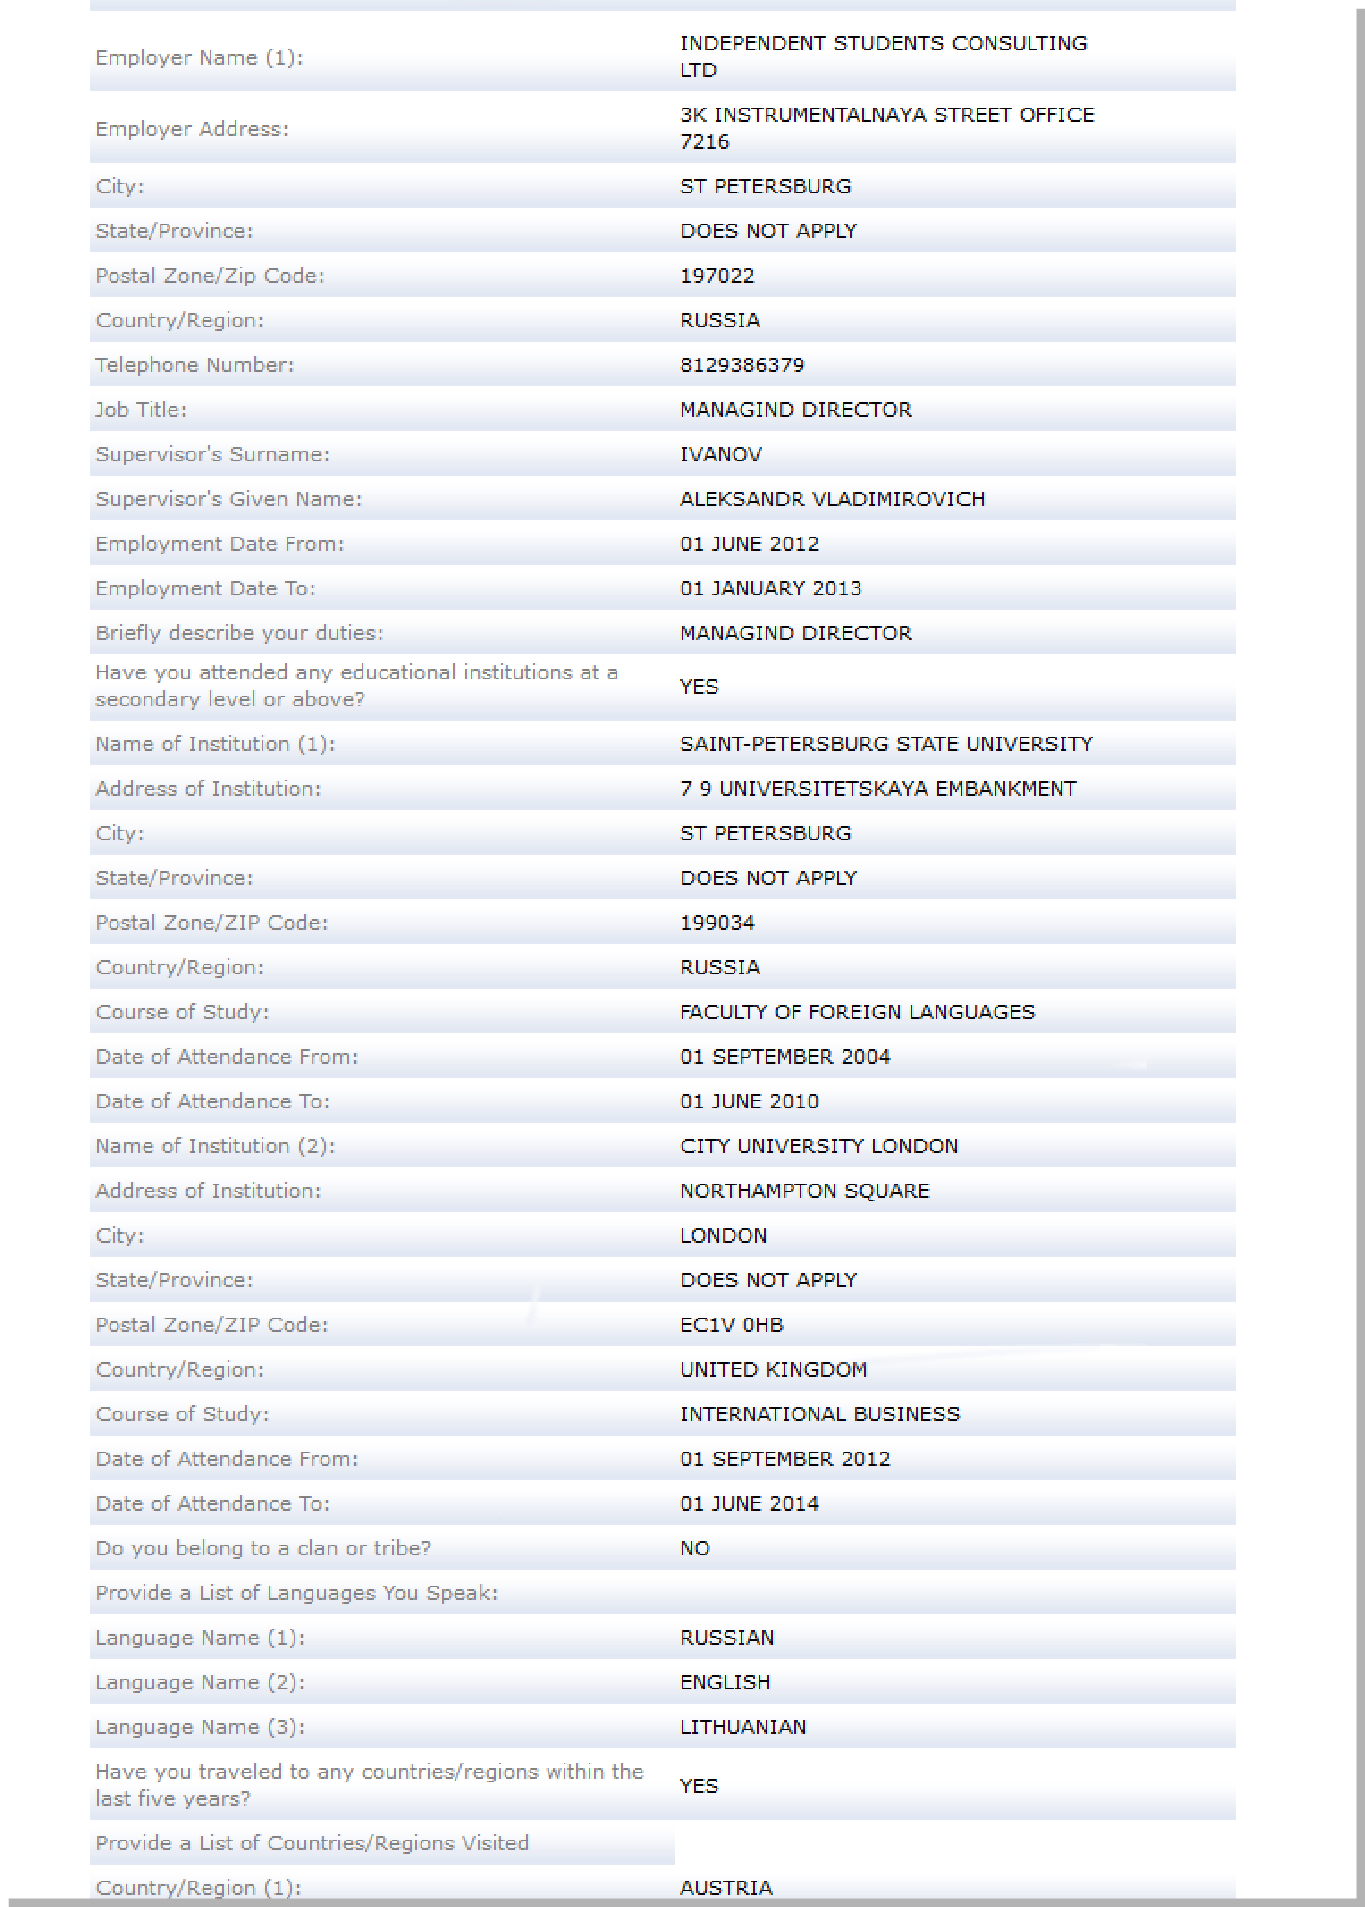 Employer Name (1):
INDEPENDENT STUDENTS CONSULTING
LTD
Employer Address:
3K INSTRUMENTALNAYA STREET OFFICE
7216
City:
ST PETERSBURG
State/Province:
DOES NOT APPLY
Postal Zone/Zip Code:
197022
Country/Region:
RUSSIA
Telephone Number:
8129386379
Job Title:
MANAGIND DIRECTOR
Supervisor's Surname:
IVANOV
Supervisor's Given Name:
ALEKSANDR VLADIMIROVICH
Employment Date From:
01 JUNE 2012
Employment Date To:
01 JANUARY 2013
Briefly describe your duties:
MANAGIND DIRECTOR
Have you attended any educational institutions at a
secondary level or above?
YES
Name of Institution (1):
SAINT-PETERSBURG STATE UNIVERSITY
Address of Institution:
7 9 UNIVERSITETSKAYA EMBANKMENT
City:
ST PETERSBURG
State/Province:
DOES NOT APPLY
Postal Zone/ZIP Code:
199034
Country/Region:
RUSSIA
Course of Study:
FACULTY OF FOREIGN LANGUAGES
Date of Attendance From:
01 SEPTEMBER 2004
Date of Attendance To:
01 JUNE 2010
Name of Institution (2):
CITY UNIVERSITY LONDON
Address of Institution:
NORTHAMPTON SQUARE
City:
LONDON
State/Province:
DOES NOT APPLY
Postal Zone/ZIP Code:
EC1V 0HB
Country/Region:
UNITED KINGDOM
Course of Study:
INTERNATIONAL BUSINESS
Date of Attendance From:
01 SEPTEMBER 2012
Date of Attendance To:
01 JUNE 2014
Do you belong to a clan or tribe?
NO
Provide a List of Languages You Speak:
Language Name (1):
RUSSIAN
Language Name (2):
ENGLISH
Language Name (3):
LITHUANIAN
Have you traveled to any countries/regions within the
last five years?
YES
Provide a List of Countries/Regions Visited
Country/Region (1):
AUSTRIA